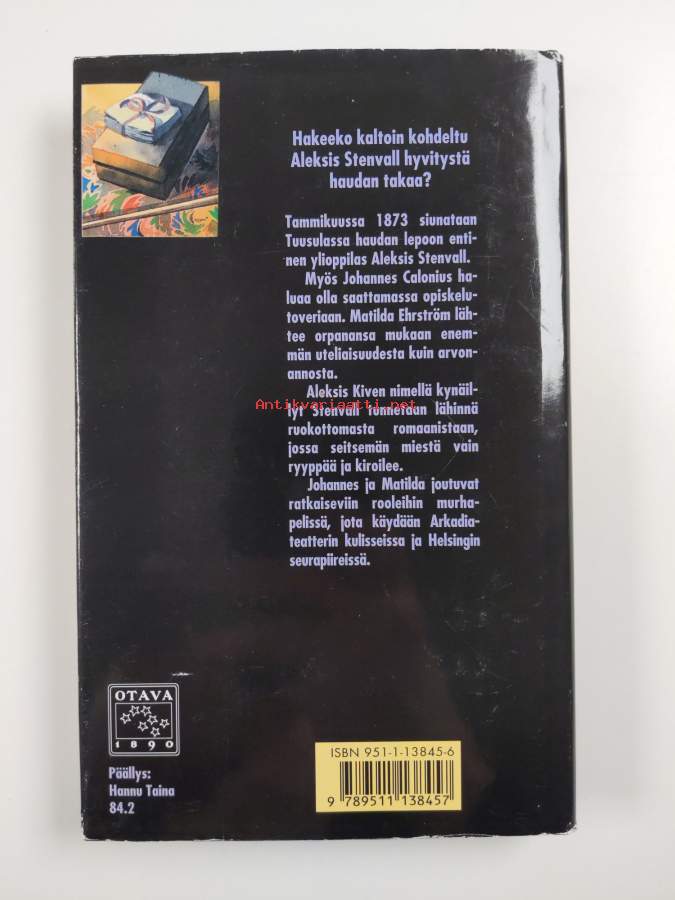 Hakeeko kaltoin kohdeltu
Aleksis Stenvall hyvitystä
haudan takaa?
Tammikuussa 1873 siunataan
Tuusulassa haudan lepoon enti-
nen ylioppilas Aleksis Stenvall.
Myös Johannes Calonius ha-
luaa olla saattamassa opiskelu-
toveriaan. Matilda Ehrström läh-
tee orpanansa mukaan enem-
män uteliaisuudesta kuin arvon-
annosta.
Aleksis Kiven nimellä kynäil-
Antikvariaatti.net
lyt Stenvall tunnetaan lähinnä
ruokottomasta romaanistaan,
jossa seitsemän miestä vain
ryyppää ja kiroilee.
Johannes ja Matilda joutuvat
ratkaiseviin rooleihin murha-
pelissä, jota käydään Arkadia-
teatterin kulisseissa ja Helsingin
seurapiireissä.
OTAVA
1890
Päällys:
Hannu Taina
84.2
ISBN 951-1-13845-6
9 789511 138457